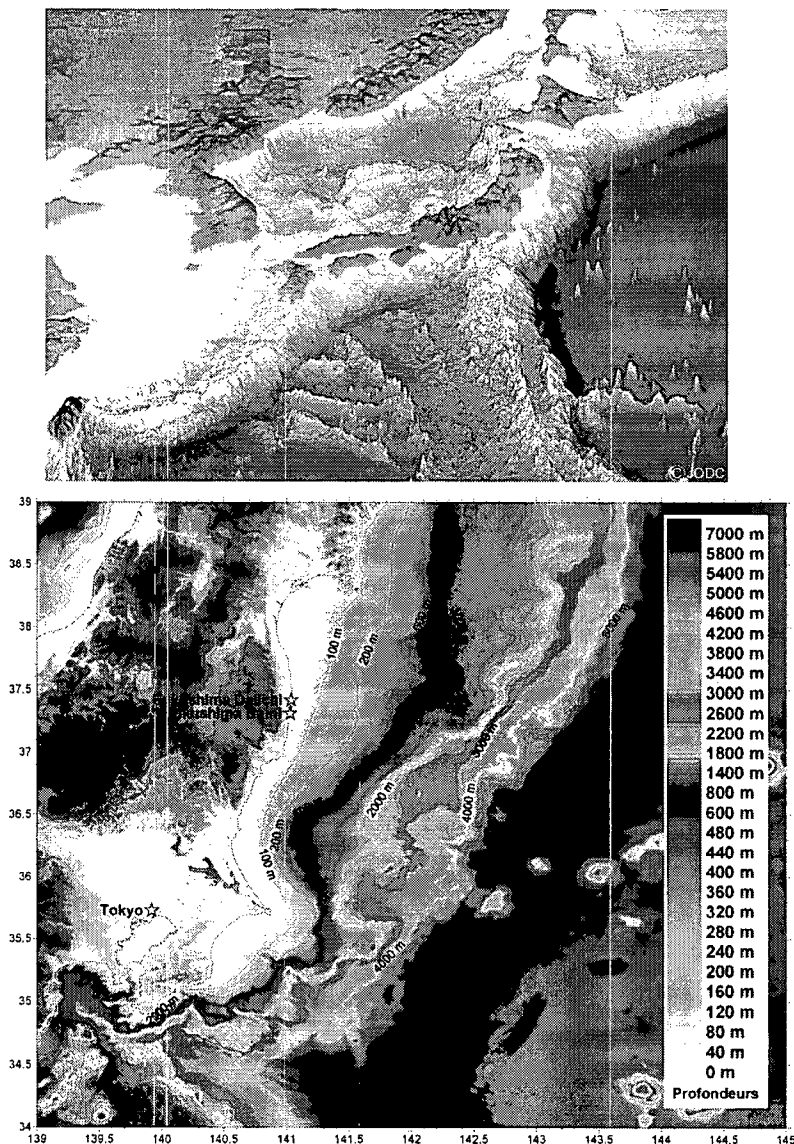 © JODC
39
38.5
38
37.5
37
36.5
36
35.5
35
34.5
34
139
139.5
140
140.5
141
141.5
142
142.5
143
143.5
144
144.5
100 m
200 m
2000 m
4000 m
100 m
200 m
4000 m
Tokyo
7000 m
5800 m
5400 m
5000 m
4600 m
4200 m
3800 m
3400 m
3000 m
2600 m
2200 m
1800 m
1400 m
800 m
600 m
480 m
440 m
400 m
360 m
320 m
280 m
240 m
200 m
160 m
120 m
80 m
40 m
0 m
Profondeurs